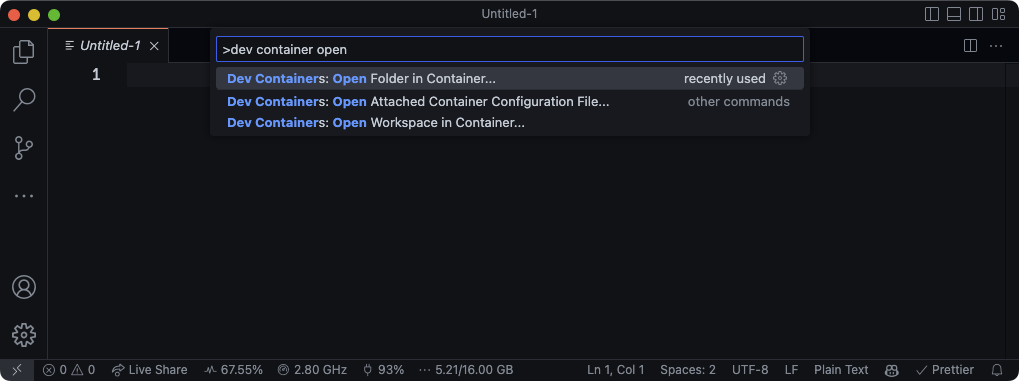 Untitled-1
Untitled-1
>dev container open
1
Dev Containers: Open Folder in Container... recently used
Dev Containers: Open Attached Container Configuration File... other commands
Dev Containers: Open Workspace in Container...
0 0 Live Share 67.55% 2.80 GHz 93% 5.21/16.00 GB Ln 1, Col 1 Spaces: 2 UTF-8 LF Plain Text Prettier